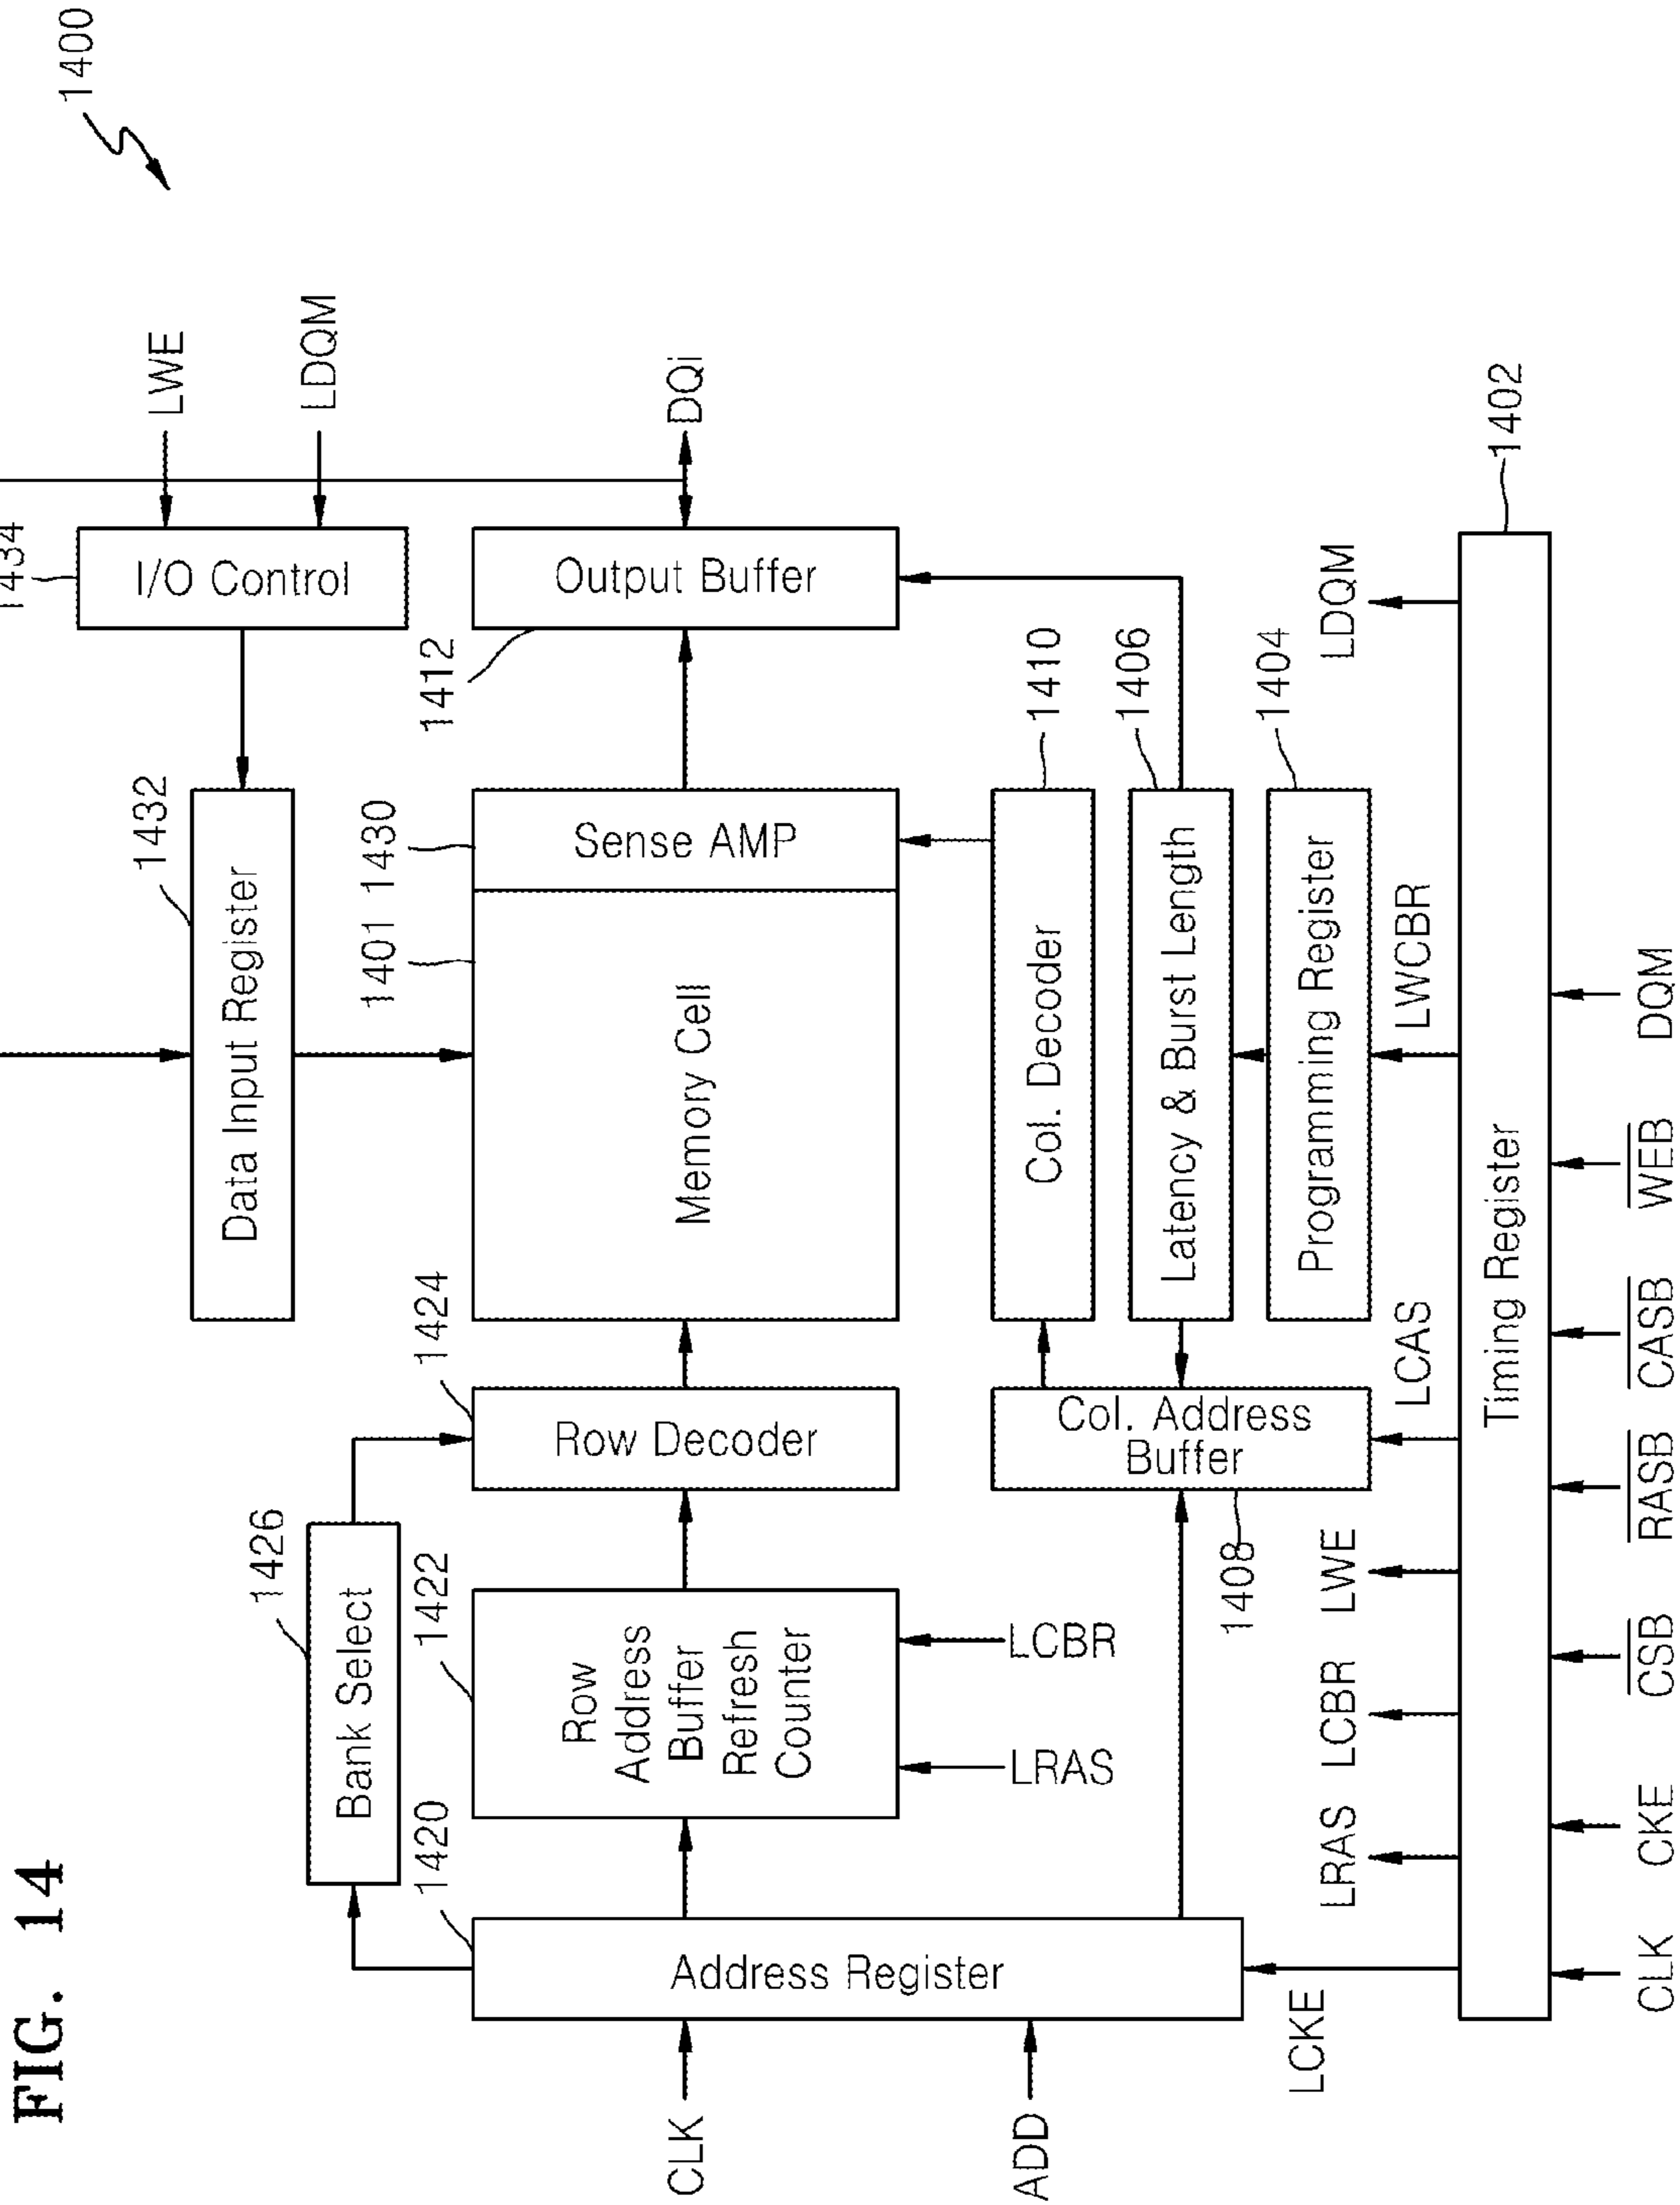 FIG. 14
1400
1434
I/O Control
LWE
LDQM
1432
Data Input Register
1426
Bank Select
1420
Address Register
1422
Row
Address
Buffer
Refresh
Counter
1424
Row Decoder
1401
Memory Cell
1430
Sense AMP
1412
Output Buffer
DQi
CLK
ADD
LRAS
LCBR
1410
Col. Decoder
1406
Latency & Burst Length
1404
Programming Register
Col. Address
Buffer
1408
LCKE
LRAS
LCBR
LWE
LCAS
LWCBR
LDQM
1402
Timing Register
CLK
CKE
CSB
RASB
CASB
WEB
DQM